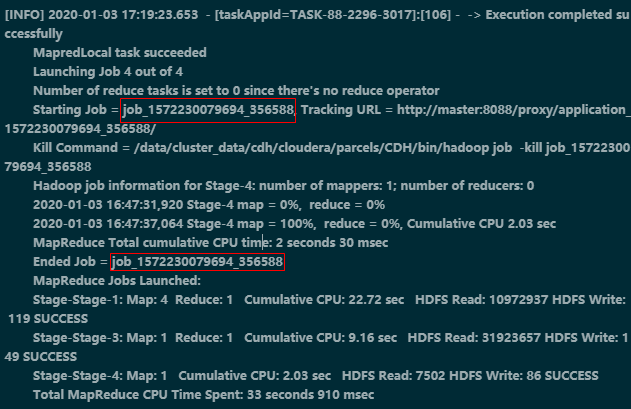 [INFO] 2020-01-03 17:19:23.653 - [taskAppId=TASK-88-2296-3017]:[106] - -> Execution completed su
ccessfully
MapredLocal task succeeded
Launching Job 4 out of 4
Number of reduce tasks is set to 0 since there's no reduce operator
Starting Job = job_1572230079694_356588, Tracking URL = http://master:8088/proxy/application_
1572230079694_356588/
Kill Command = /data/cluster_data/cdh/cloudera/parcels/CDH/bin/hadoop job -kill job_15722300
79694_356588
Hadoop job information for Stage-4: number of mappers: 1; number of reducers: 0
2020-01-03 16:47:31,920 Stage-4 map = 0%, reduce = 0%
2020-01-03 16:47:37,064 Stage-4 map = 100%, reduce = 0%, Cumulative CPU 2.03 sec
MapReduce Total cumulative CPU time: 2 seconds 30 msec
Ended Job = job_1572230079694_356588
MapReduce Jobs Launched:
Stage-Stage-1: Map: 4 Reduce: 1 Cumulative CPU: 22.72 sec HDFS Read: 10972937 HDFS Write:
119 SUCCESS
Stage-Stage-3: Map: 1 Reduce: 1 Cumulative CPU: 9.16 sec HDFS Read: 31923657 HDFS Write: 1
49 SUCCESS
Stage-Stage-4: Map: 1 Cumulative CPU: 2.03 sec HDFS Read: 7502 HDFS Write: 86 SUCCESS
Total MapReduce CPU Time Spent: 33 seconds 910 msec